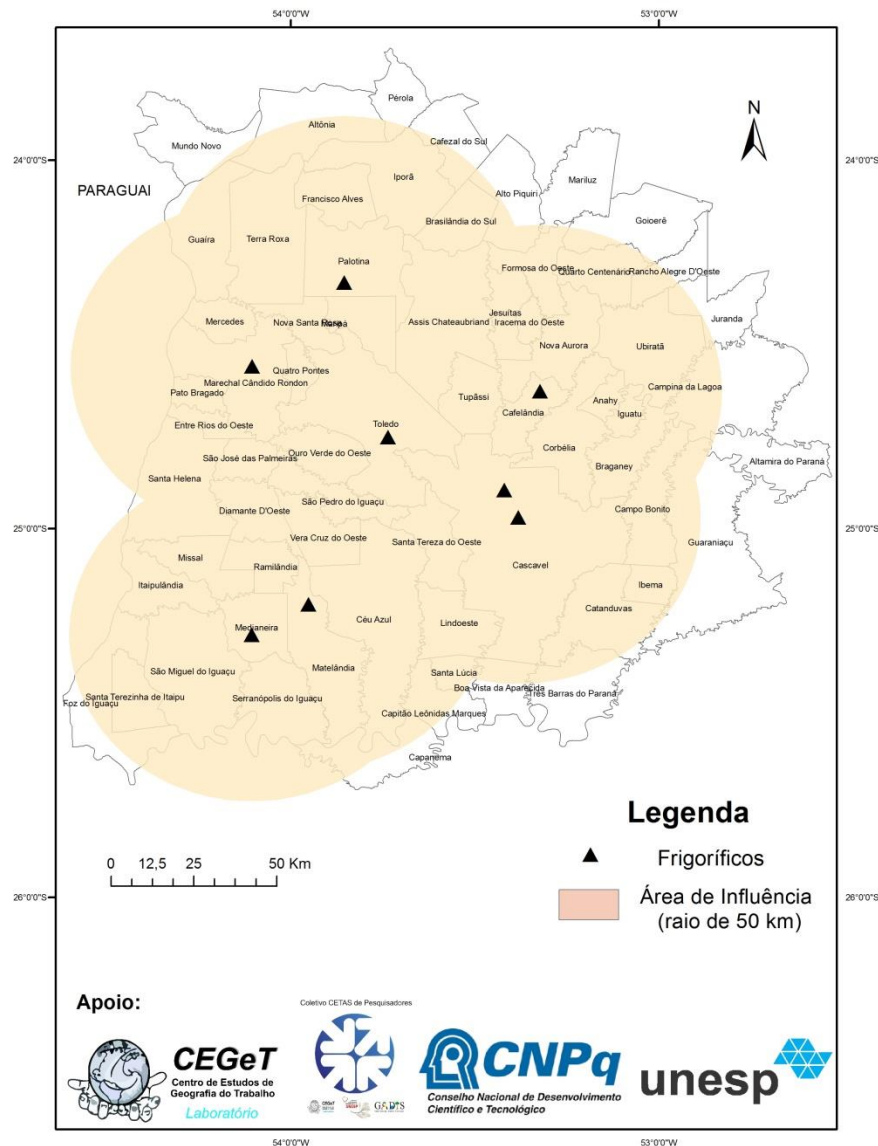 54°0'0"W
53°0'0"W
N
24°0'0"S
24°0'0"S
PARAGUAI
Pérola
Altônia
Cafezal do Sul
Mundo Novo
Iporã
Mariluz
Francisco Alves
Alto Piquiri
Brasilândia do Sul
Goioerê
Guaíra
Terra Roxa
Palotina
Formosa do Oeste
Quarto Centenário
Rancho Alegre D'Oeste
Jesuítas
Juranda
Mercedes
Nova Santa Rosa
Assis Chateaubriand
Iracema do Oeste
Nova Aurora
Ubiratã
Quatro Pontes
Marechal Cândido Rondon
Pato Bragado
Campina da Lagoa
Tupãssi
Anahy
Cafelândia
Iguatu
Entre Rios do Oeste
Toledo
Corbélia
São José das Palmeiras
Ouro Verde do Oeste
Braganey
Altamira do Paraná
Santa Helena
São Pedro do Iguaçu
Diamante D'Oeste
Campo Bonito
25°0'0"S
25°0'0"S
Vera Cruz do Oeste
Santa Tereza do Oeste
Guaraniaçu
Missal
Ramilândia
Cascavel
Itaipulândia
Ibema
Catanduvas
Medianeira
Céu Azul
Lindoeste
São Miguel do Iguaçu
Matelândia
Santa Lúcia
Boa Vista da Aparecida
Três Barras do Paraná
Santa Terezinha de Itaipu
Foz do Iguaçu
Serranópolis do Iguaçu
Capitão Leônidas Marques
Capanema
Legenda
Frigoríficos
Área de Influência
(raio de 50 km)
0 12,5 25 50 Km
26°0'0"S
26°0'0"S
Apoio:
Coletivo CETAS de Pesquisadores
CEGeT
Centro de Estudos de
Geografia do Trabalho
Laboratório
CNPq
Conselho Nacional de Desenvolvimento
Científico e Tecnológico
unesp
54°0'0"W
53°0'0"W